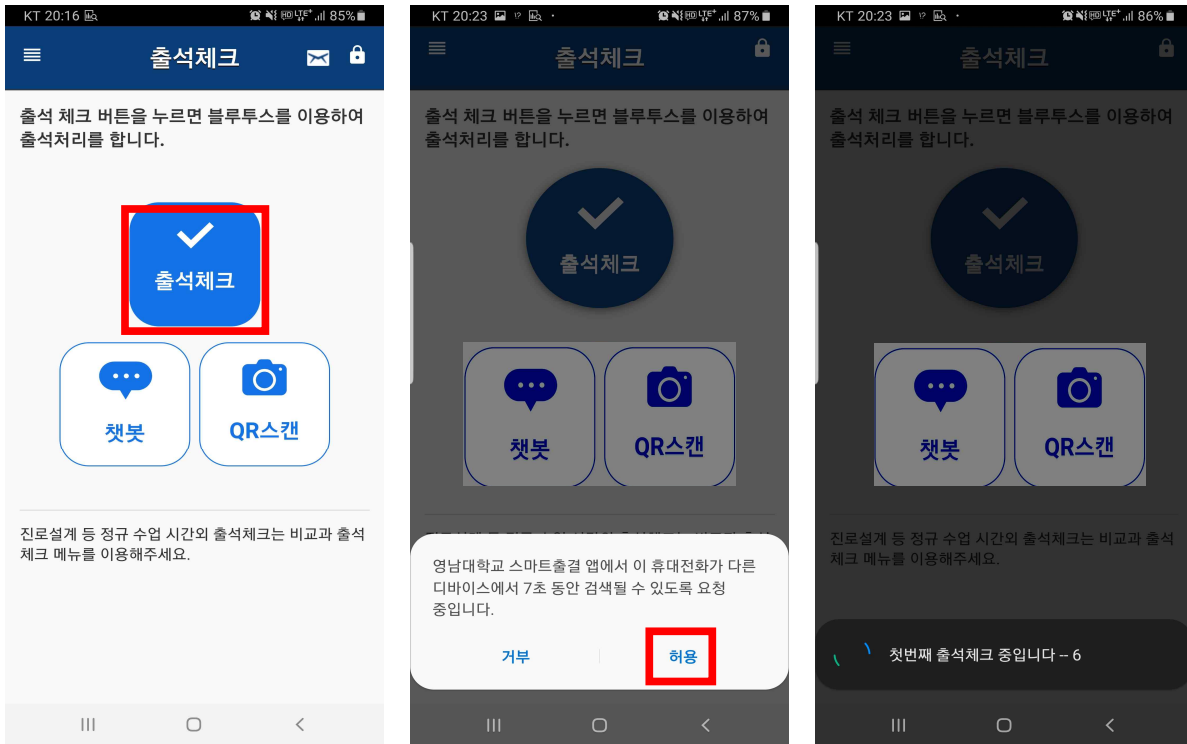 KT 20:16
85%
출석체크
출석 체크 버튼을 누르면 블루투스를 이용하여
출석처리를 합니다.
출석체크
챗봇
QR스캔
진로설계 등 정규 수업 시간외 출석체크는 비교과 출석
체크 메뉴를 이용해주세요.
KT 20:23
87%
출석체크
출석 체크 버튼을 누르면 블루투스를 이용하여
출석처리를 합니다.
출석체크
챗봇
QR스캔
영남대학교 스마트출결 앱에서 이 휴대전화가 다른
디바이스에서 7초 동안 검색될 수 있도록 요청
중입니다.
거부
허용
KT 20:23
86%
출석체크
출석 체크 버튼을 누르면 블루투스를 이용하여
출석처리를 합니다.
출석체크
챗봇
QR스캔
진로설계 등 정규 수업 시간외 출석체크는 비교과 출석
체크 메뉴를 이용해주세요.
첫번째 출석체크 중입니다 -- 6